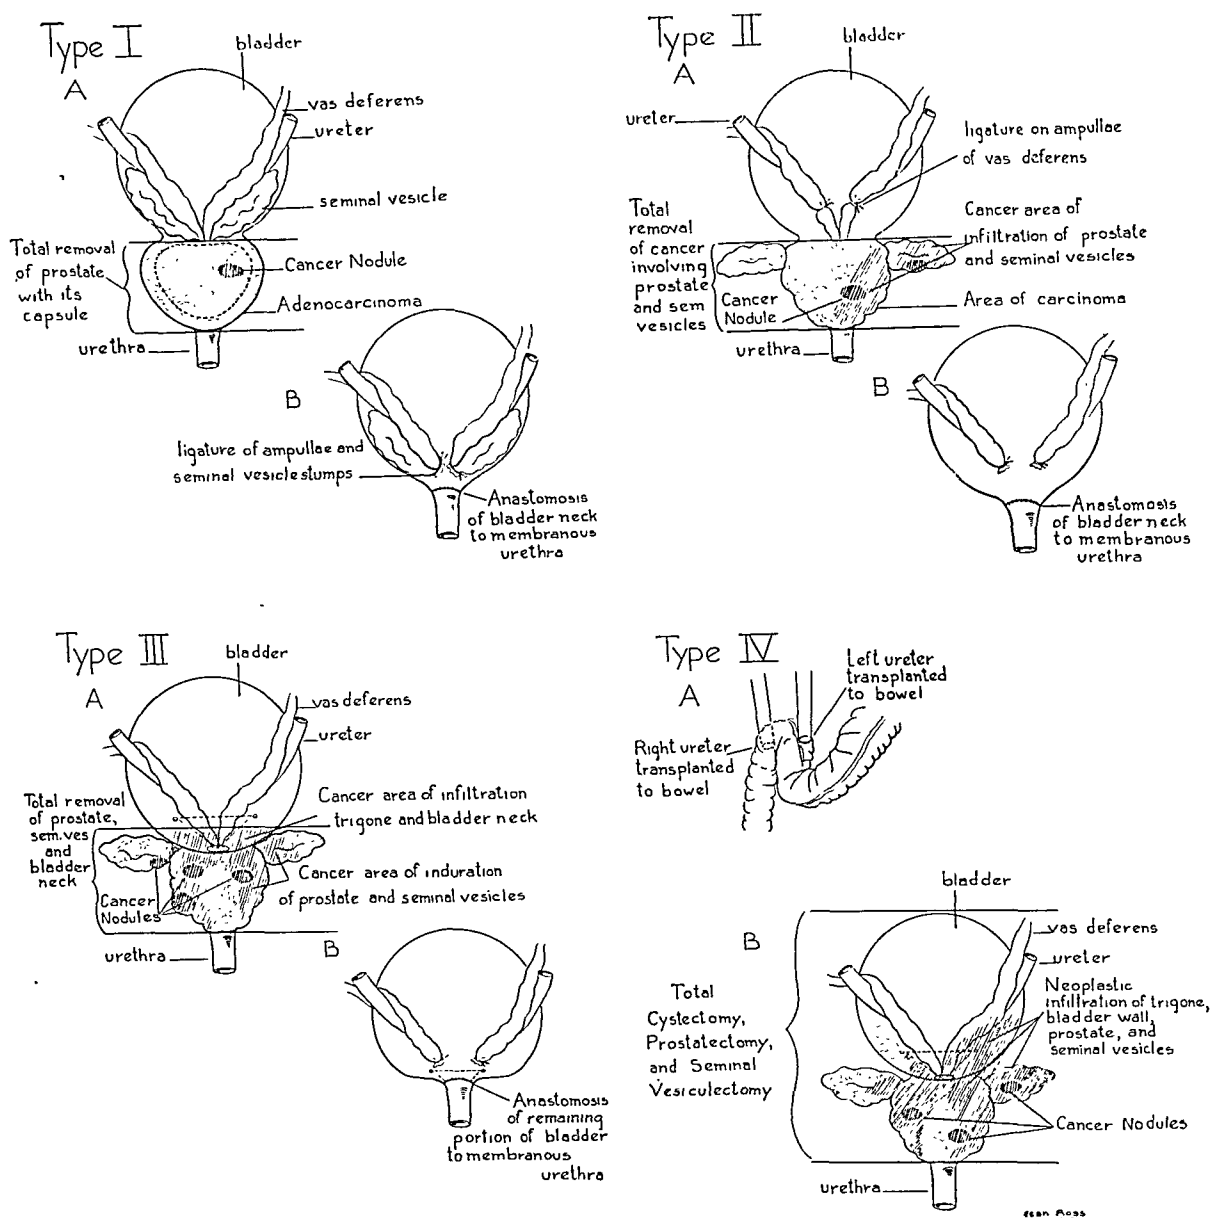 Type I
A
bladder
vas deferens
ureter
seminal vesicle
Total removal
of prostate
with its
capsule
Cancer Nodule
Adenocarcinoma
urethra
B
ligature of ampullae and
seminal vesicle stumps
Anastomosis
of bladder neck
to membranous
urethra
Type II
A
bladder
ureter
ligature on ampullae
of vas deferens
Total
removal
of cancer
involving
prostate
and sem
vesicles
Cancer area of
infiltration of prostate
and seminal vesicles
Cancer
Nodule
Area of carcinoma
urethra
B
Anastomosis
of bladder neck
to membranous
urethra
Type III
A
bladder
vas deferens
ureter
Total removal
of prostate,
sem.ves
and
bladder
neck
Cancer area of infiltration
trigone and bladder neck
Cancer area of induration
of prostate and seminal vesicles
Cancer
Nodules
urethra
B
Anastomosis
of remaining
portion of bladder
to membranous
urethra
Type IV
A
Left ureter
transplanted
to bowel
Right ureter
transplanted
to bowel
B
bladder
vas deferens
ureter
Total
Cystectomy,
Prostatectomy,
and Seminal
Vesiculectomy
Neoplastic
infiltration of trigone,
bladder wall,
prostate, and
seminal vesicles
Cancer Nodules
urethra
Ross